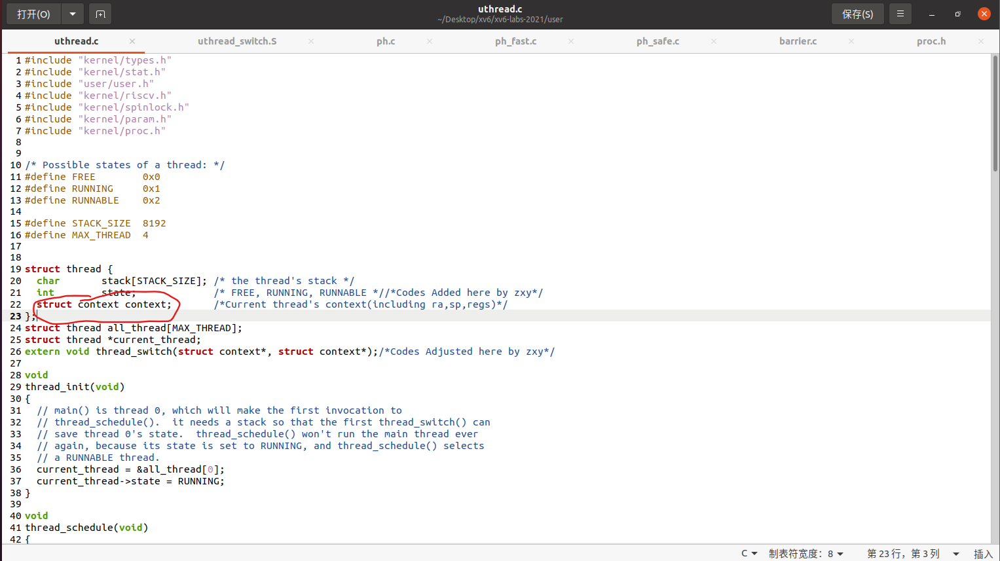 打开(O)
uthread.c
~/Desktop/xv6/xv6-labs-2021/user
保存(S)
uthread.c uthread_switch.S ph.c ph_fast.c ph_safe.c barrier.c proc.h
1 #include "kernel/types.h"
2 #include "kernel/stat.h"
3 #include "user/user.h"
4 #include "kernel/riscv.h"
5 #include "kernel/spinlock.h"
6 #include "kernel/param.h"
7 #include "kernel/proc.h"
8
9
10 /* Possible states of a thread: */
11 #define FREE        0x0
12 #define RUNNING     0x1
13 #define RUNNABLE    0x2
14
15 #define STACK_SIZE  8192
16 #define MAX_THREAD  4
17
18
19 struct thread {
20   char       stack[STACK_SIZE]; /* the thread's stack */
21   int        state;             /* FREE, RUNNING, RUNNABLE *//*Codes Added here by zxy*/
22   struct context context;       /*Current thread's context(including ra,sp,regs)*/
23 };
24 struct thread all_thread[MAX_THREAD];
25 struct thread *current_thread;
26 extern void thread_switch(struct context*, struct context*);/*Codes Adjusted here by zxy*/
27
28 void
29 thread_init(void)
30 {
31   // main() is thread 0, which will make the first invocation to
32   // thread_schedule().  it needs a stack so that the first thread_switch() can
33   // save thread 0's state.  thread_schedule() won't run the main thread ever
34   // again, because its state is set to RUNNING, and thread_schedule() selects
35   // a RUNNABLE thread.
36   current_thread = &all_thread[0];
37   current_thread->state = RUNNING;
38 }
39
40 void
41 thread_schedule(void)
42 {
C 制表符宽度：8 第 23 行，第 3 列 插入